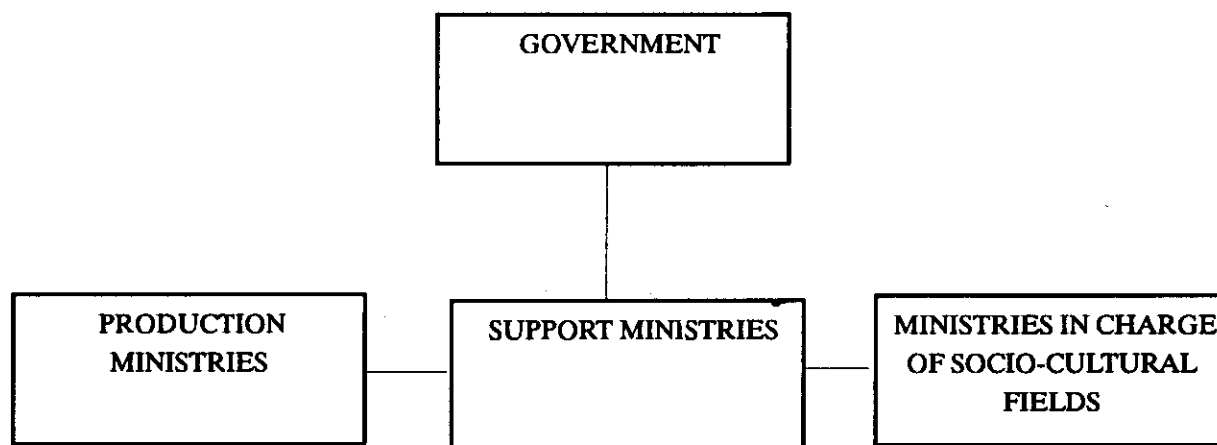 GOVERNMENT
PRODUCTION
MINISTRIES
SUPPORT MINISTRIES
MINISTRIES IN CHARGE
OF SOCIO-CULTURAL
FIELDS